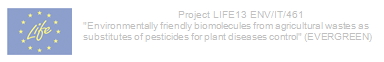 Project LIFE13 ENV/IT/461
"Environmentally friendly biomolecules from agricultural wastes as
substitutes of pesticides for plant diseases control" (EVERGREEN)
Life